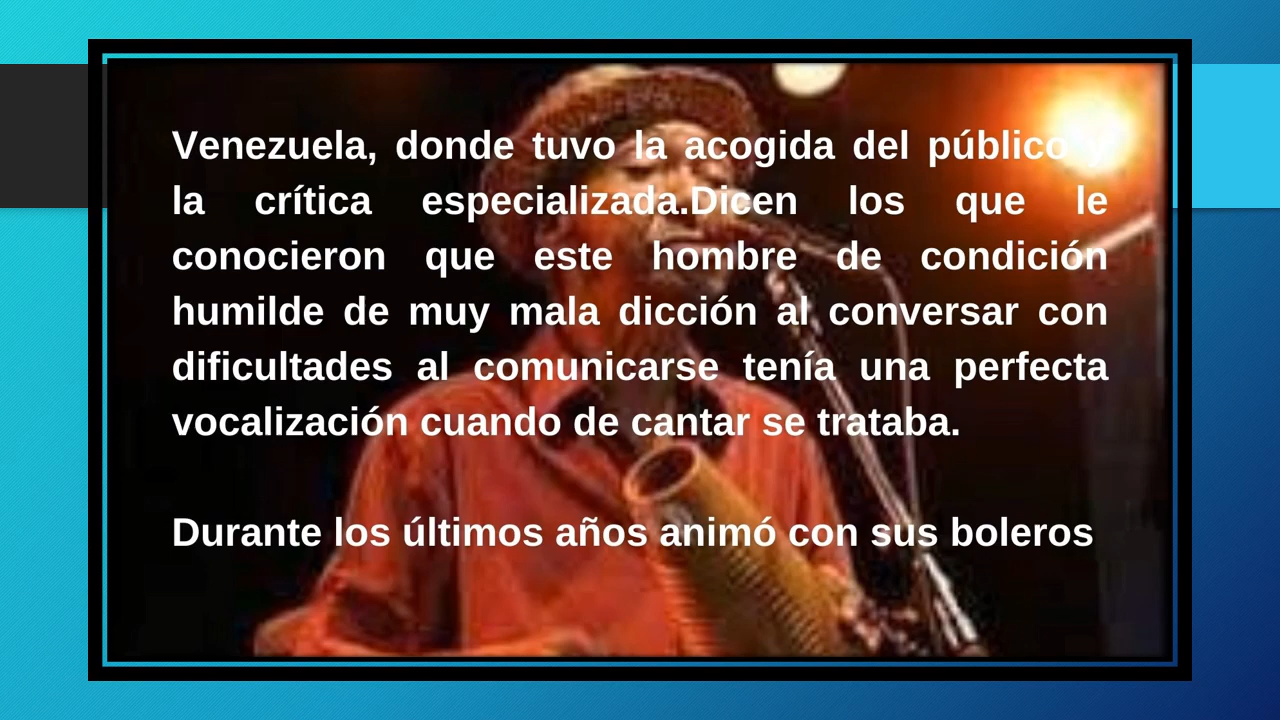 Venezuela, donde tuvo la acogida del público y
la crítica especializada.Dicen los que le
conocieron que este hombre de condición
humilde de muy mala dicción al conversar con
dificultades al comunicarse tenía una perfecta
vocalización cuando de cantar se trataba.
Durante los últimos años animó con sus boleros